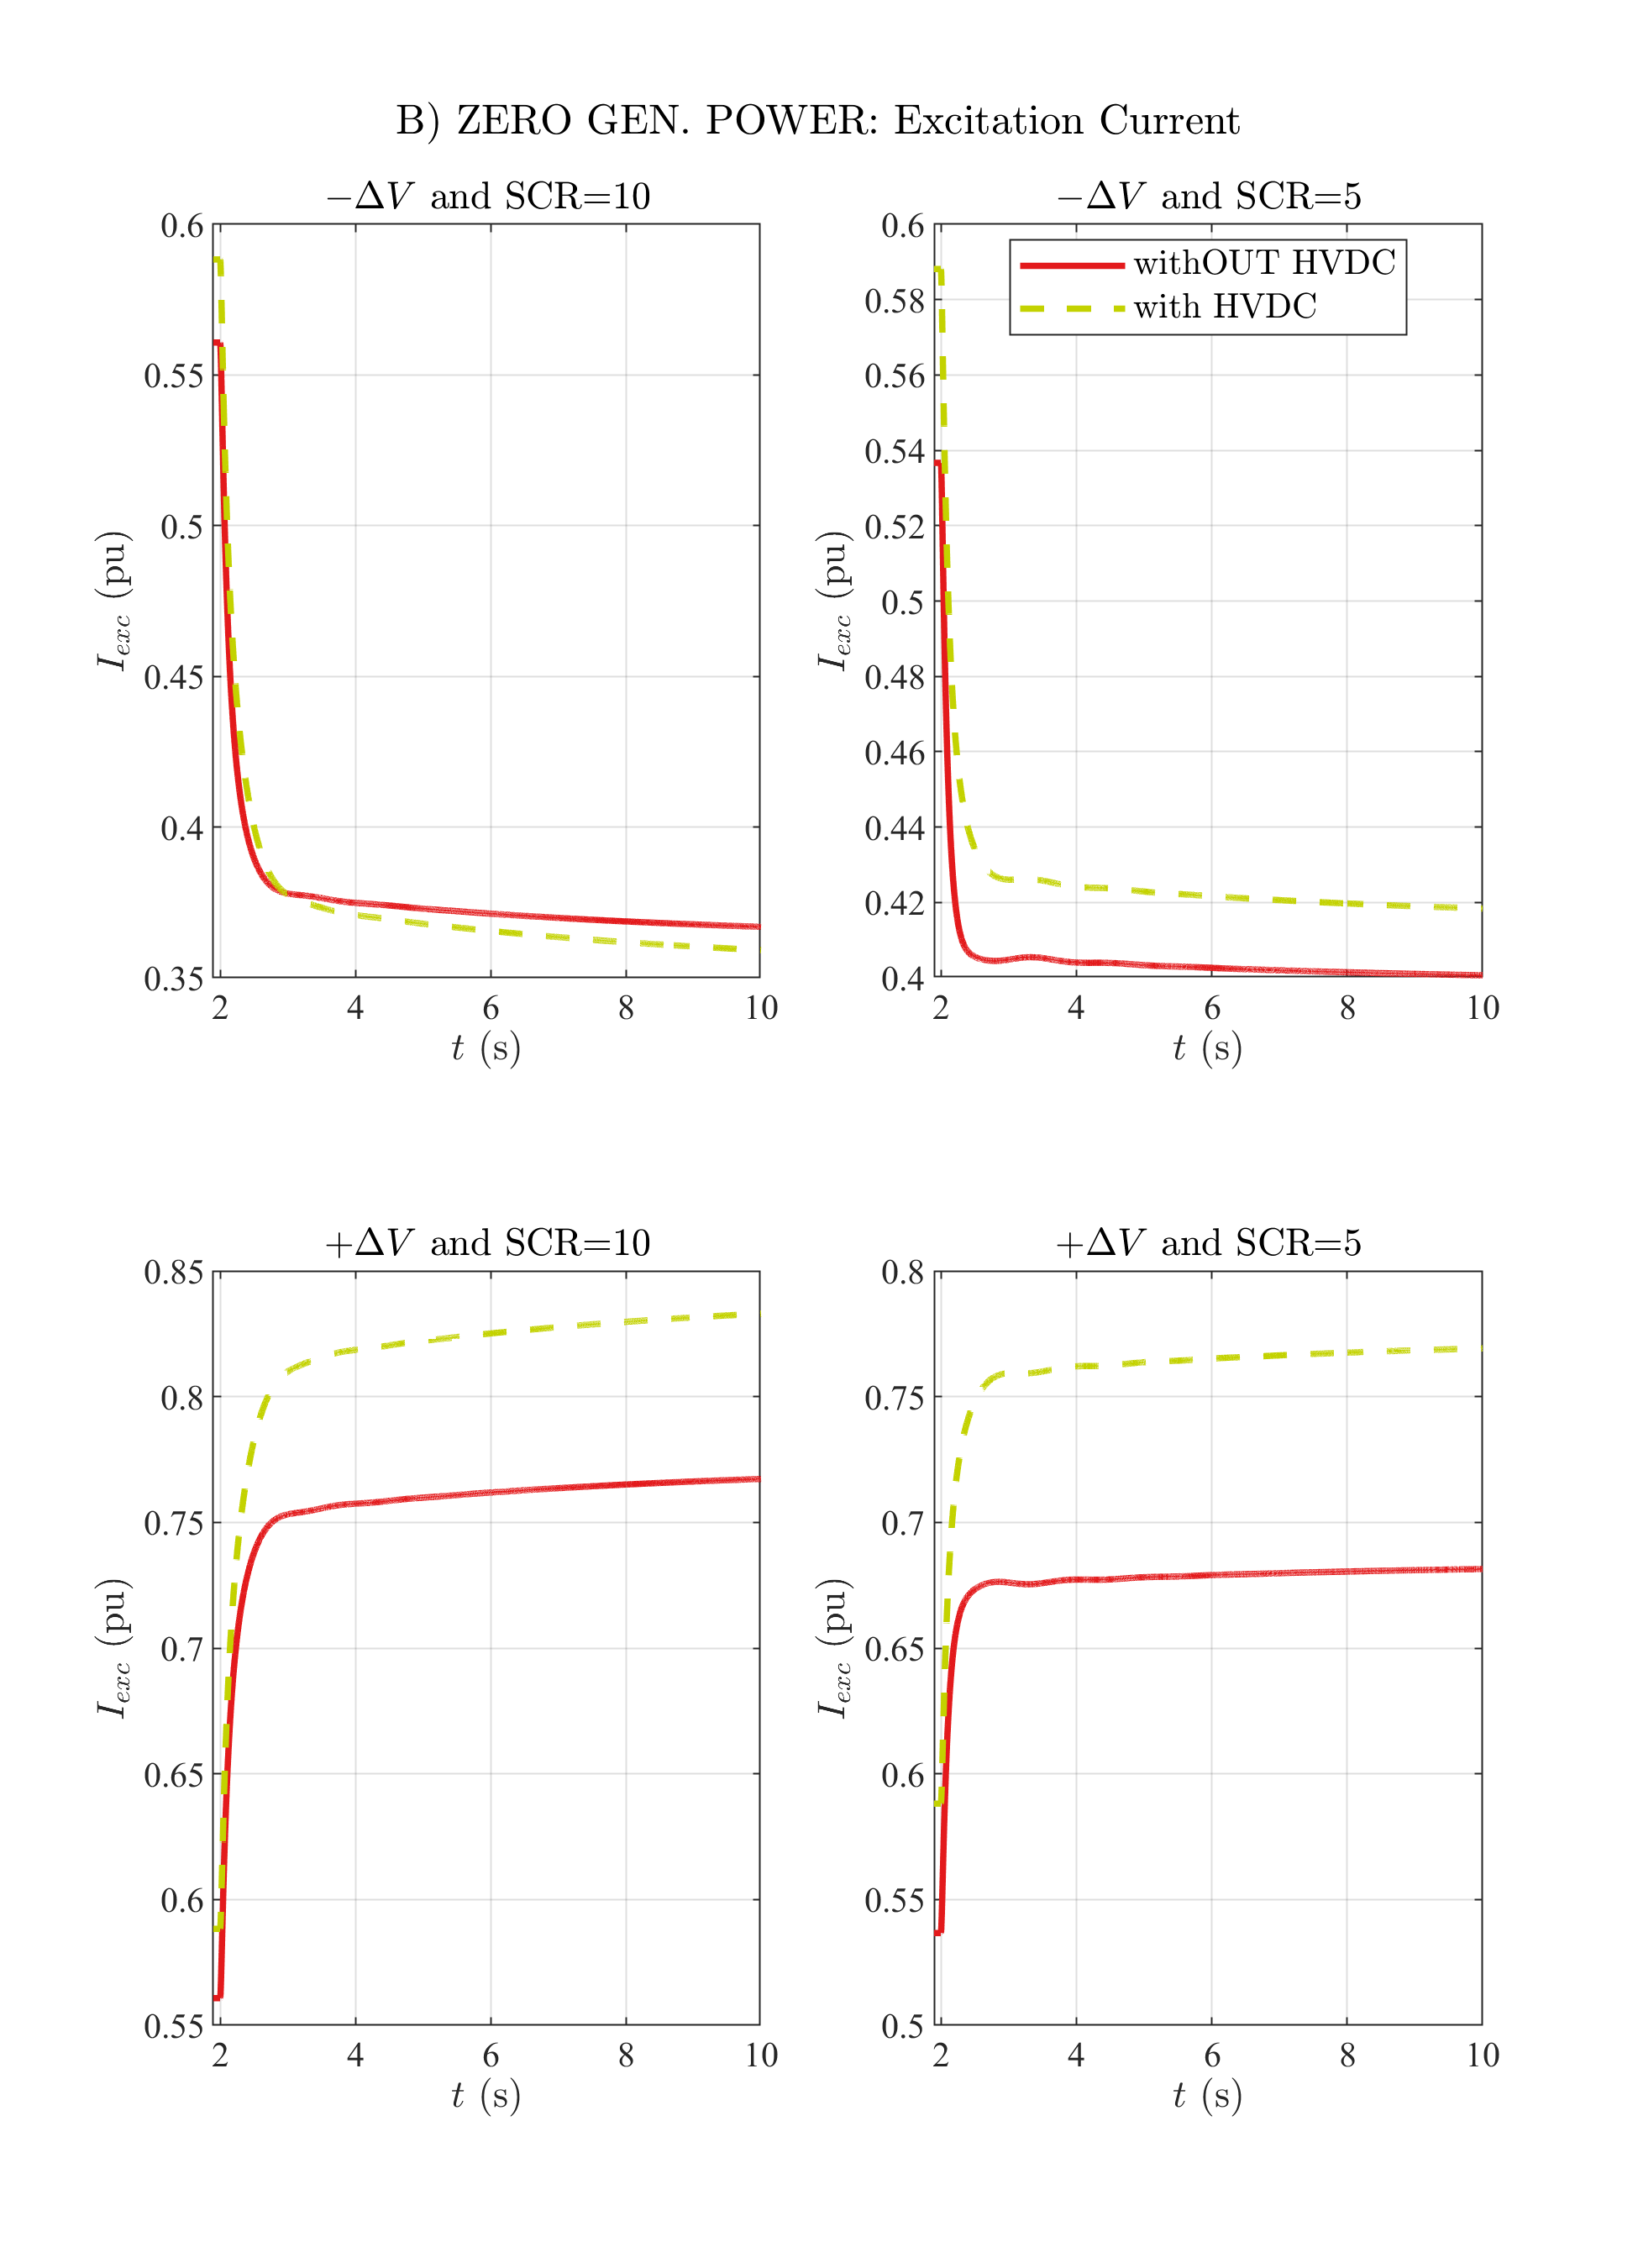 B) ZERO GEN. POWER: Excitation Current
−ΔV and SCR=10
0.6
0.55
0.5
0.45
0.4
0.35
I_exc (pu)
2 4 6 8 10
t (s)
−ΔV and SCR=5
withOUT HVDC
with HVDC
0.6
0.58
0.56
0.54
0.52
0.5
0.48
0.46
0.44
0.42
0.4
I_exc (pu)
2 4 6 8 10
t (s)
+ΔV and SCR=10
0.85
0.8
0.75
0.7
0.65
0.6
0.55
I_exc (pu)
2 4 6 8 10
t (s)
+ΔV and SCR=5
0.8
0.75
0.7
0.65
0.6
0.55
0.5
I_exc (pu)
2 4 6 8 10
t (s)